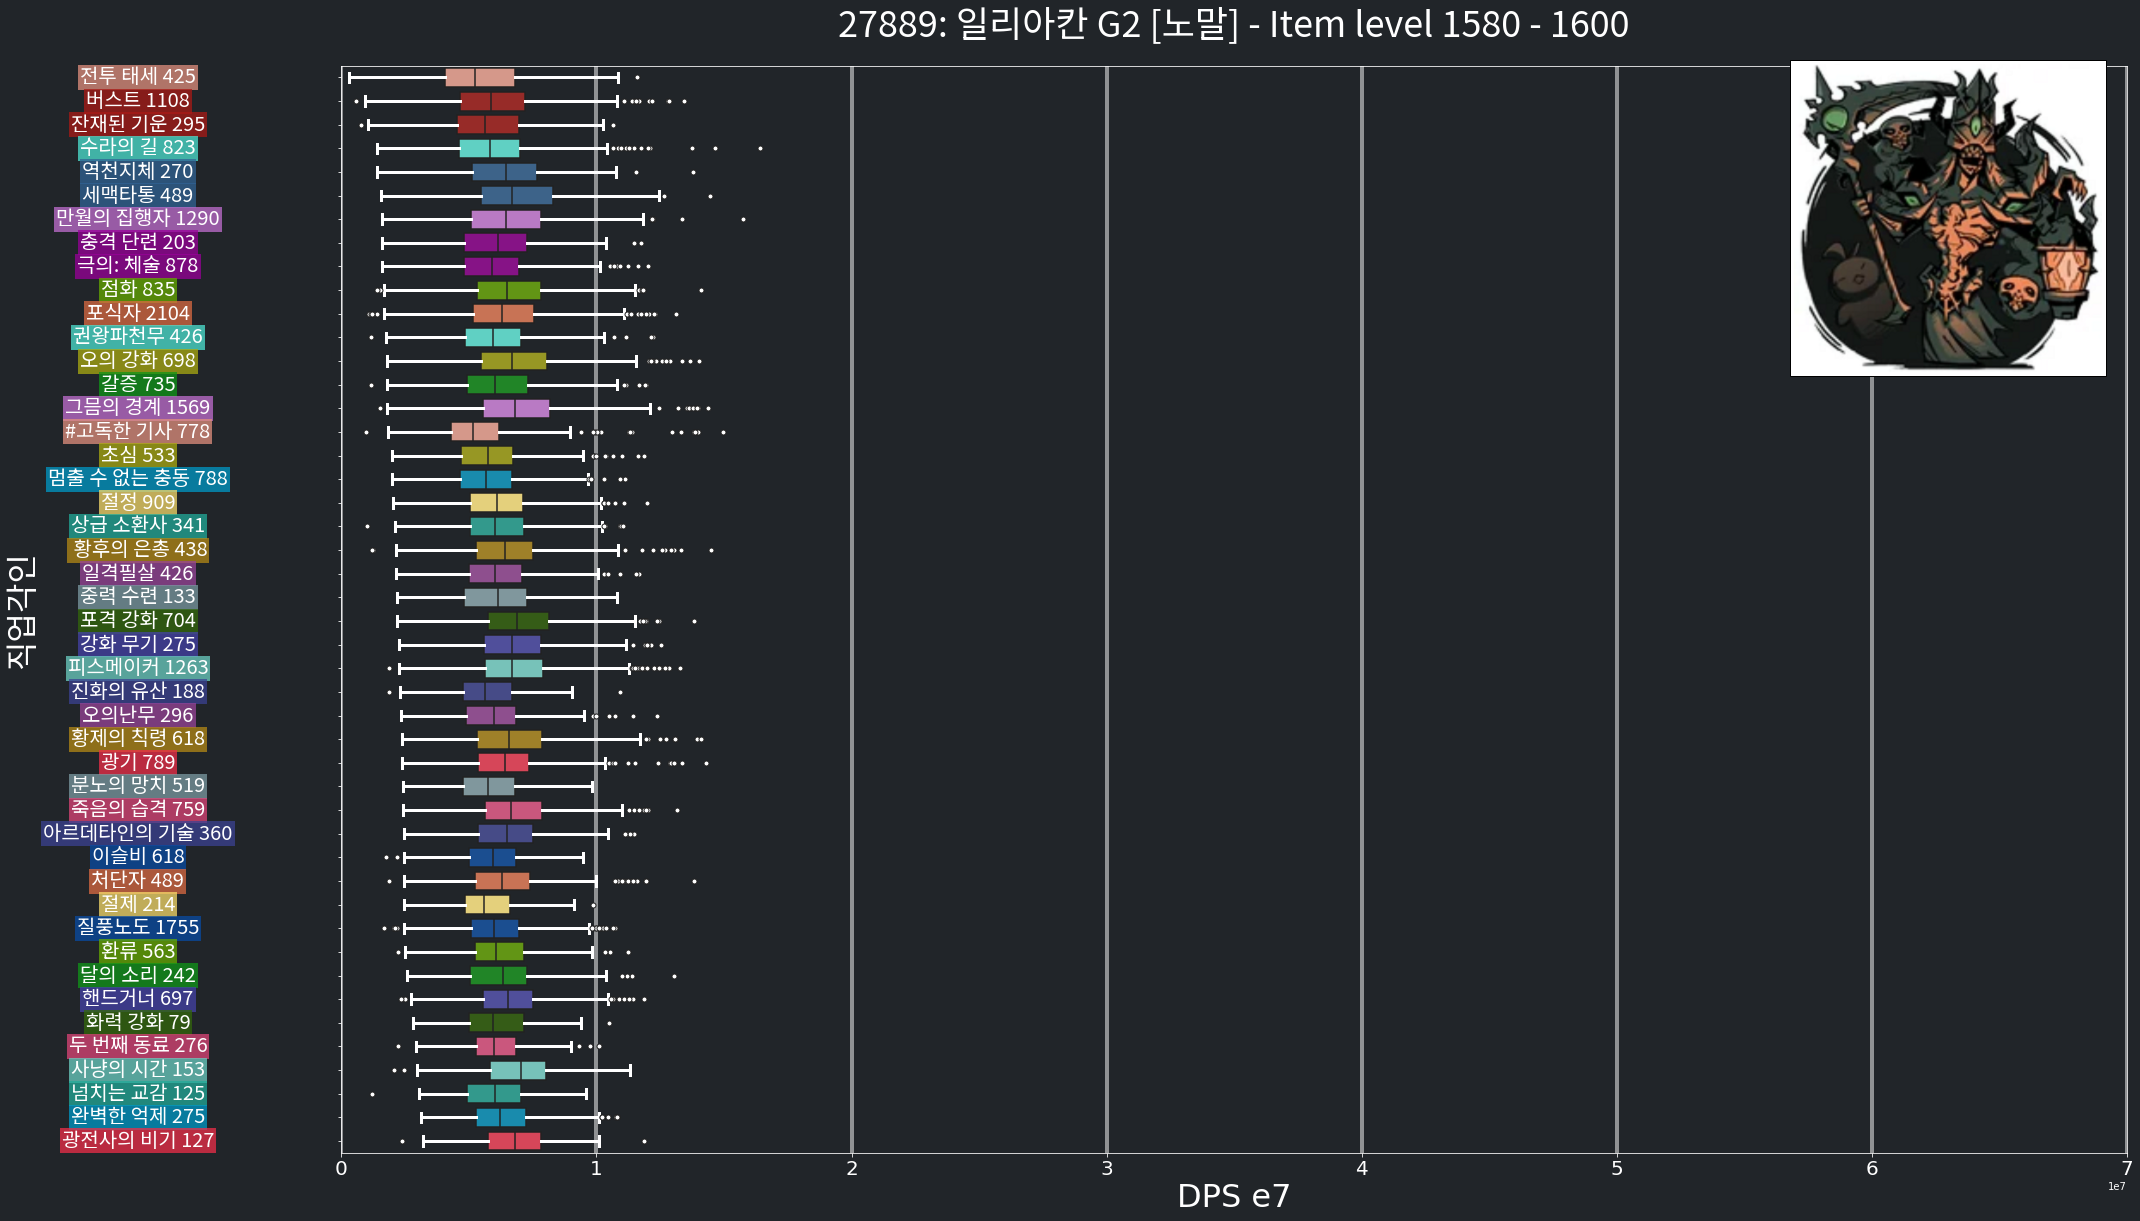 27889: 일리아칸 G2 [노말] - Item level 1580 - 1600
직업각인
전투 태세 425
버스트 1108
잔재된 기운 295
수라의 길 823
역천지체 270
세맥타통 489
만월의 집행자 1290
충격 단련 203
극의: 체술 878
점화 835
포식자 2104
권왕파천무 426
오의 강화 698
갈증 735
그믐의 경계 1569
#고독한 기사 778
초심 533
멈출 수 없는 충동 788
절정 909
상급 소환사 341
황후의 은총 438
일격필살 426
중력 수련 133
포격 강화 704
강화 무기 275
피스메이커 1263
진화의 유산 188
오의난무 296
황제의 칙령 618
광기 789
분노의 망치 519
죽음의 습격 759
아르데타인의 기술 360
이슬비 618
처단자 489
절제 214
질풍노도 1755
환류 563
달의 소리 242
핸드거너 697
화력 강화 79
두 번째 동료 276
사냥의 시간 153
넘치는 교감 125
완벽한 억제 275
광전사의 비기 127
0 1 2 3 4 5 6 7
1e7
DPS e7